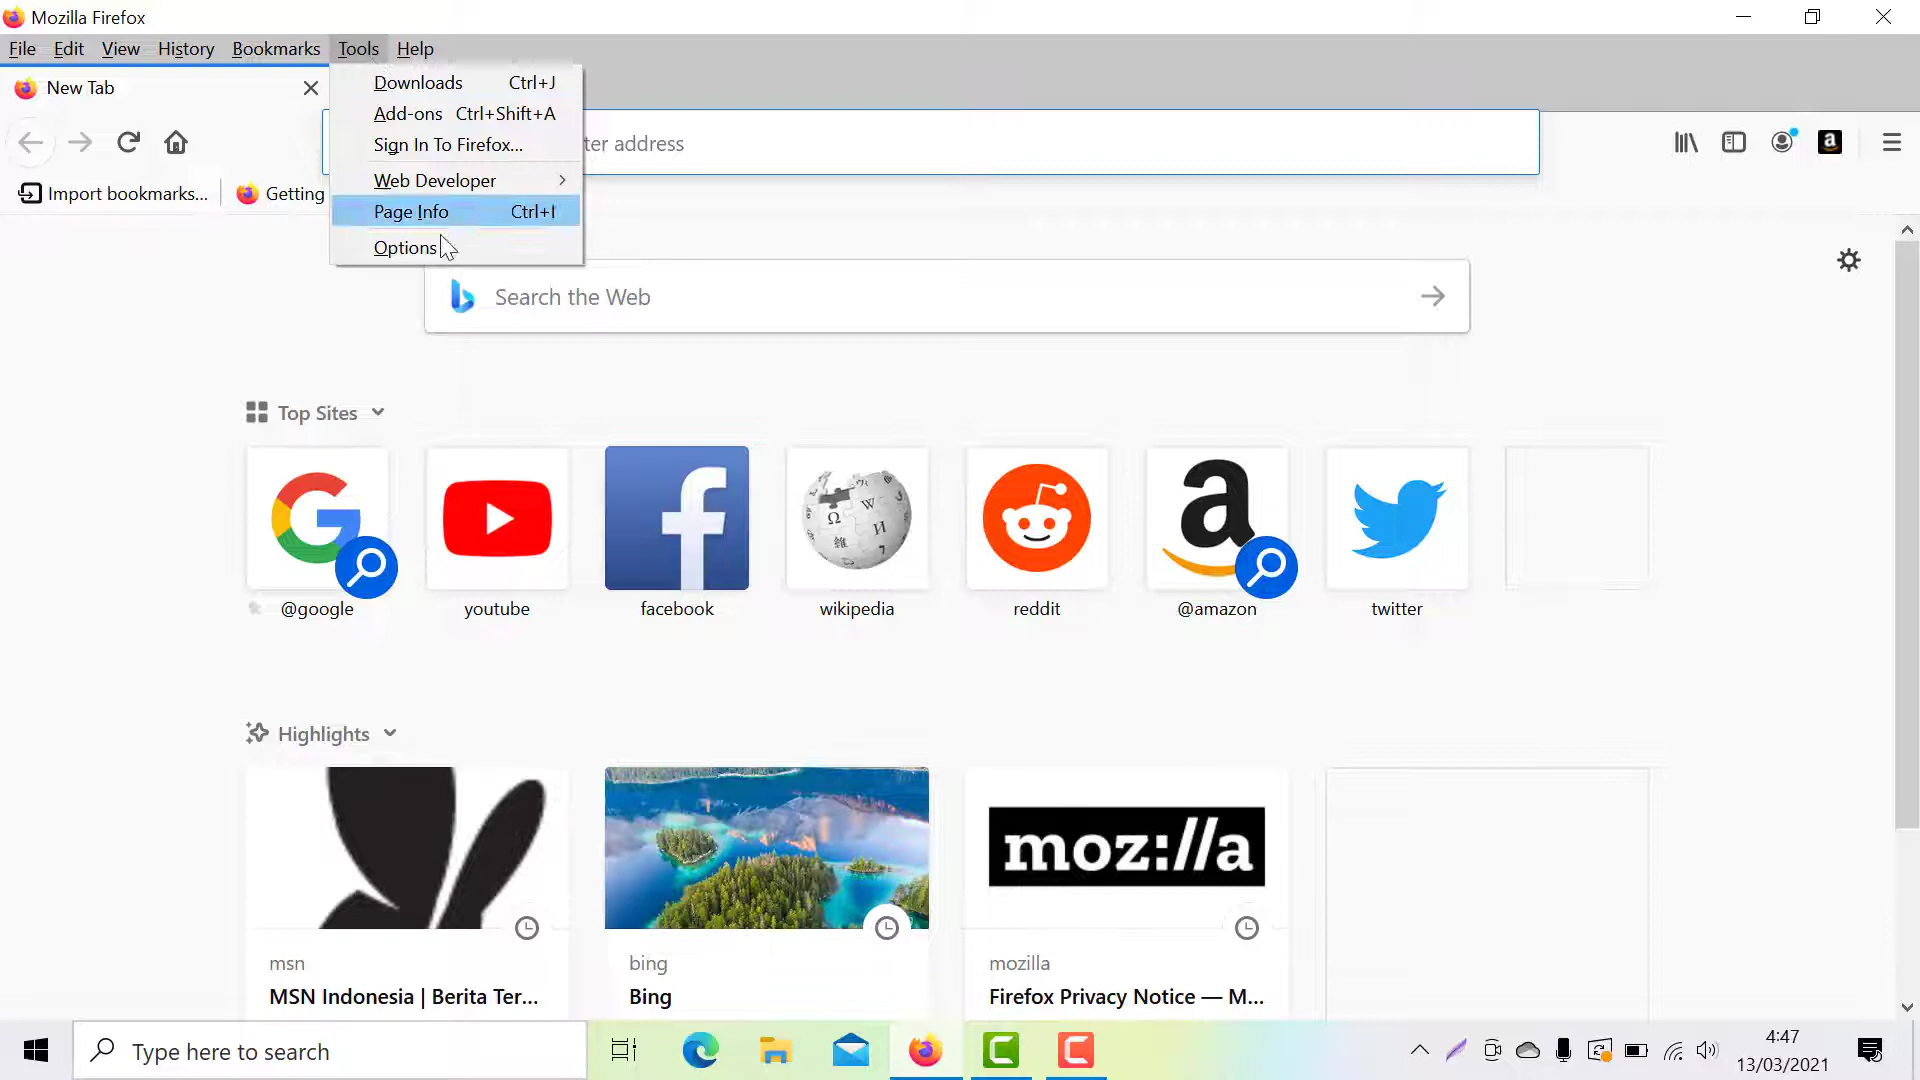 Mozilla Firefox
File Edit View History Bookmarks Tools Help
New Tab
Downloads Ctrl+J
Add-ons Ctrl+Shift+A
Sign In To Firefox...
Web Developer
Page Info Ctrl+I
Options
ter address
Import bookmarks... Getting
Search the Web
Top Sites
@google youtube facebook wikipedia reddit @amazon twitter
Highlights
moz://a
msn bing mozilla
MSN Indonesia | Berita Ter... Bing Firefox Privacy Notice — M...
Type here to search
4:47
13/03/2021